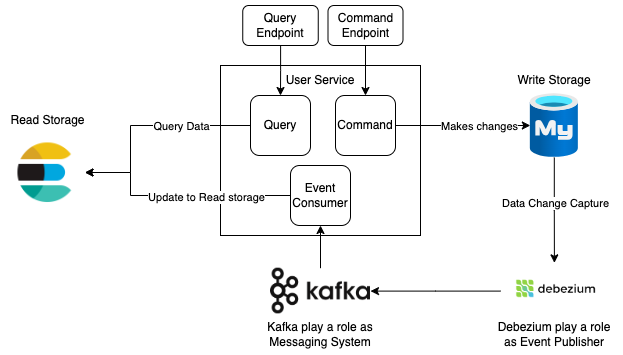 Query
Endpoint
Command
Endpoint
User Service
Write Storage
Read Storage
Query Data
Query
Command
Makes changes
My
Update to Read storage
Event
Consumer
Data Change Capture
kafka
debezium
Kafka play a role as
Messaging System
Debezium play a role
as Event Publisher